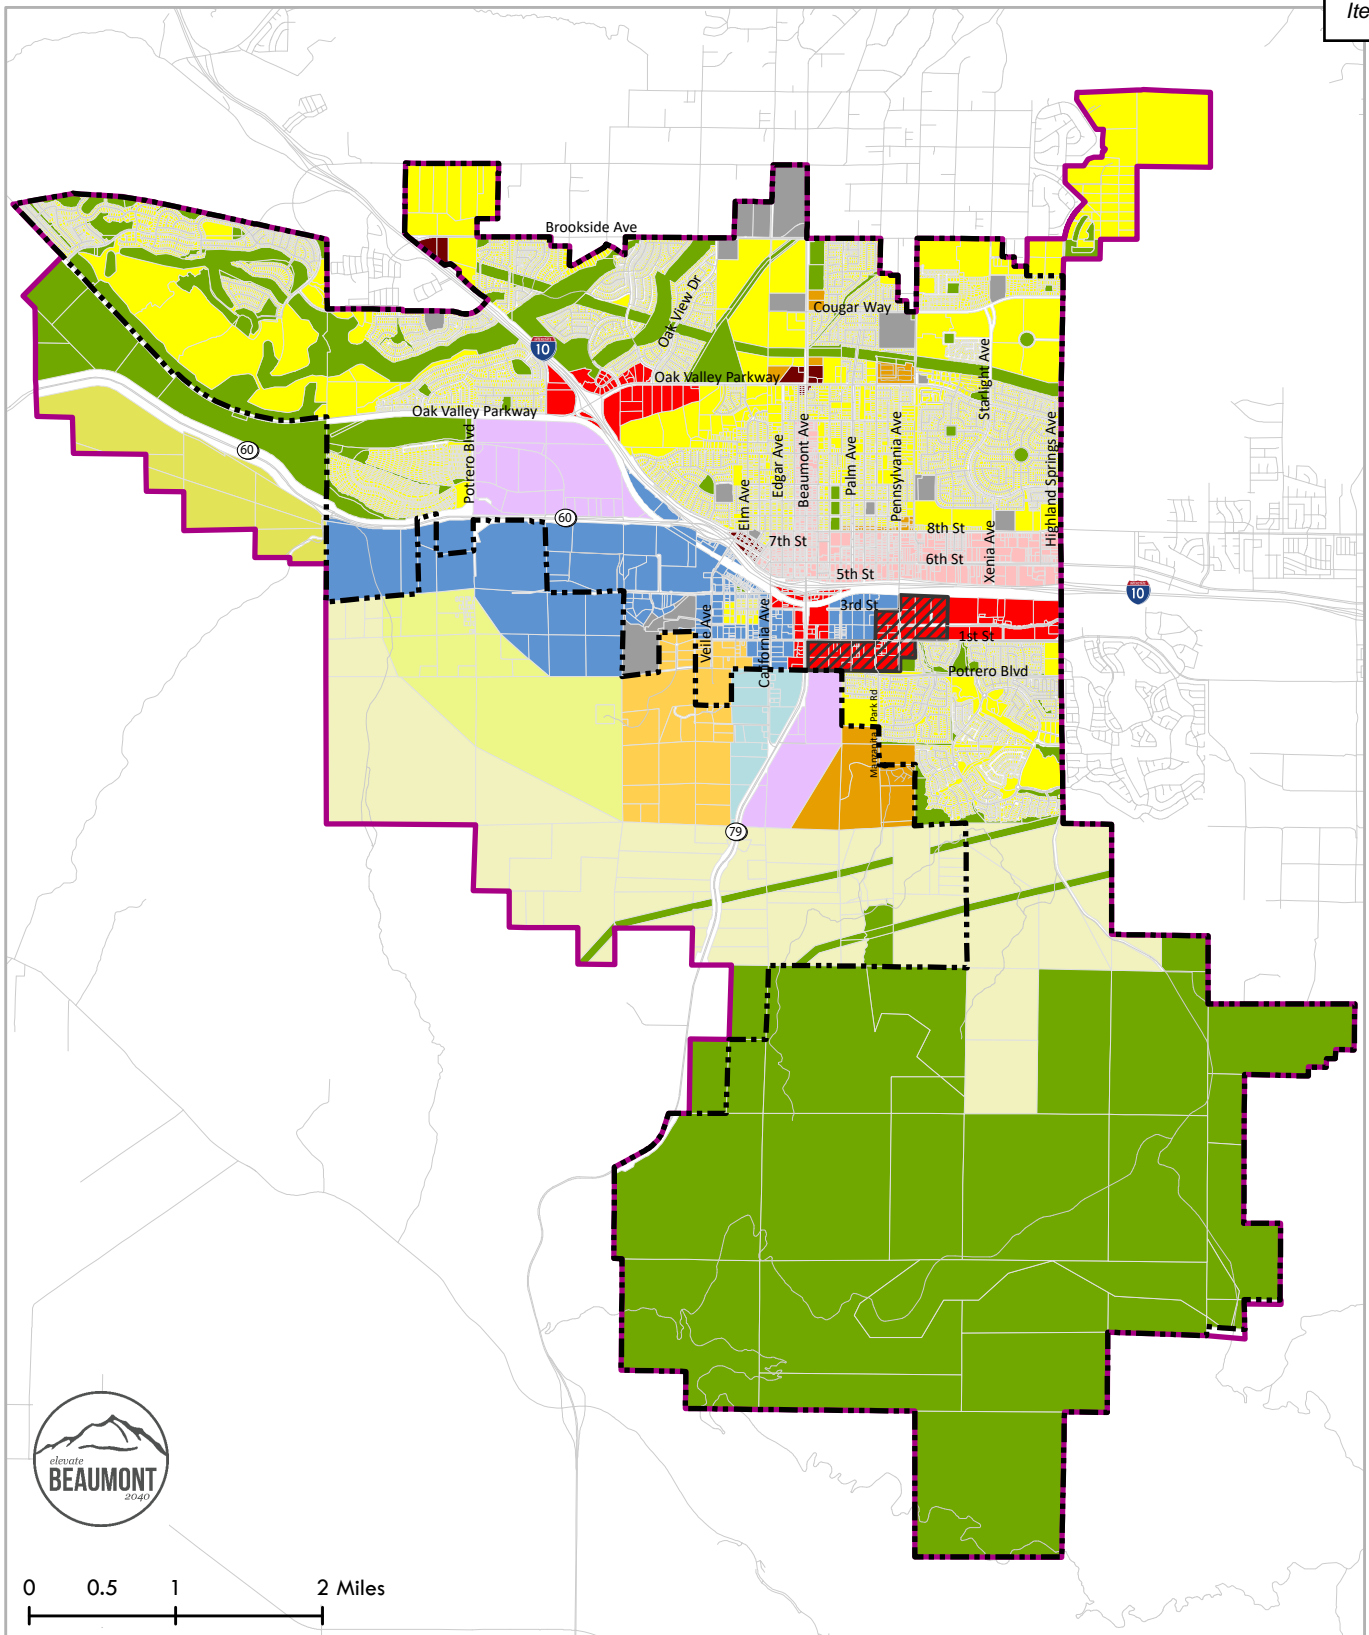 Ite
Brookside Ave
Oak View Dr
Cougar Way
10
Oak Valley Parkway
Starlight Ave
Oak Valley Parkway
Potrero Blvd
60
Elm Ave
Edgar Ave
Beaumont Ave
Palm Ave
Pennsylvania Ave
Highland Springs Ave
60
8th St
7th St
6th St
Xenia Ave
5th St
10
3rd St
Veile Ave
California Ave
1st St
Potrero Blvd
Manzanita Park Rd
79
elevate
BEAUMONT
2040
0 0.5 1 2 Miles